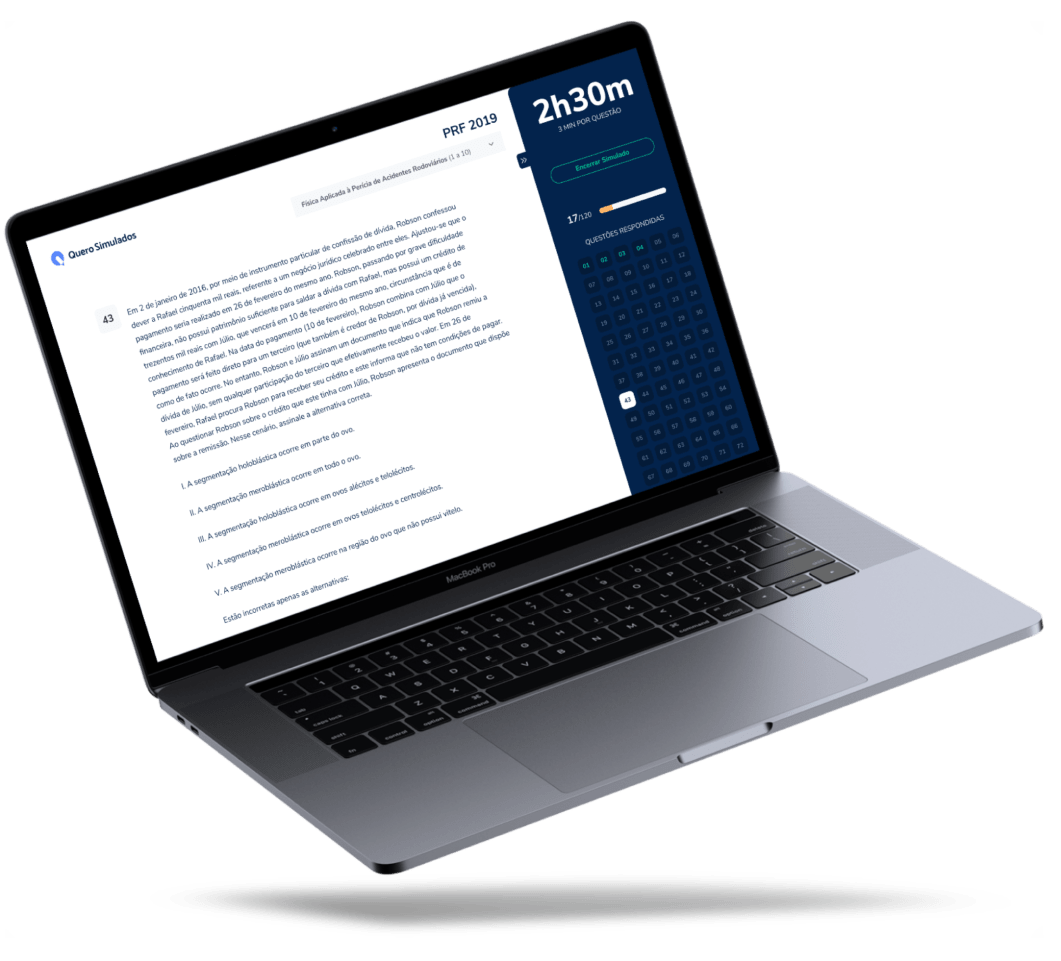 PRF 2019
Física Aplicada à Perícia de Acidentes Rodoviários (1 a 10)
Quero Simulados
43
Em 2 de janeiro de 2016, por meio de instrumento particular de confissão de dívida, Robson confessou
dever a Rafael cinquenta mil reais, referente a um negócio jurídico celebrado entre eles. Ajustou-se que o
pagamento seria realizado em 26 de fevereiro do mesmo ano. Robson, passando por grave dificuldade
financeira, não possui patrimônio suficiente para saldar a dívida com Rafael, mas possui um crédito de
trezentos mil reais com Júlio, que vencerá em 10 de fevereiro do mesmo ano, circunstância que é de
conhecimento de Rafael. Na data do pagamento (10 de fevereiro), Robson combina com Júlio que o
pagamento será feito direto para um terceiro (que também é credor de Robson, por dívida já vencida),
como de fato ocorre. No entanto, Robson e Júlio assinam um documento que indica que Robson remiu a
dívida de Júlio, sem qualquer participação do terceiro que efetivamente recebeu o valor. Em 26 de
fevereiro, Rafael procura Robson para receber seu crédito e este informa que não tem condições de pagar.
Ao questionar Robson sobre o crédito que este tinha com Júlio, Robson apresenta o documento que dispõe
sobre a remissão. Nesse cenário, assinale a alternativa correta.
I. A segmentação holoblástica ocorre em parte do ovo.
II. A segmentação meroblástica ocorre em todo o ovo.
III. A segmentação holoblástica ocorre em ovos alécitos e telolécitos.
IV. A segmentação meroblástica ocorre em ovos telolécitos e centrolécitos.
V. A segmentação meroblástica ocorre na região do ovo que não possui vitelo.
Estão incorretas apenas as alternativas:
2h30m
3 MIN POR QUESTÃO
»
Encerrar Simulado
17/120
QUESTÕES RESPONDIDAS
01 02 03 04 05 06
07 08 09 10 11 12
13 14 15 16 17 18
19 20 21 22 23 24
25 26 27 28 29 30
31 32 33 34 35 36
37 38 39 40 41 42
43 44 45 46 47 48
49 50 51 52 53 54
55 56 57 58 59 60
61 62 63 64 65 66
67 68 69 70 71 72
MacBook Pro